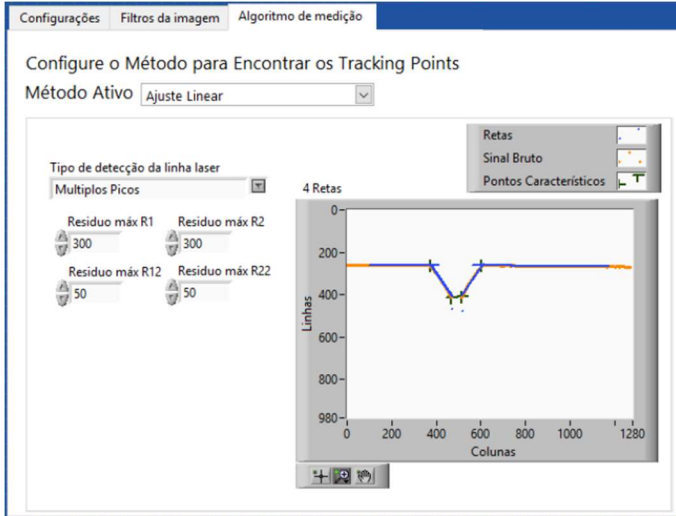 Configurações Filtros da imagem Algoritmo de medição
Configure o Método para Encontrar os Tracking Points
Método Ativo Ajuste Linear
Retas
Sinal Bruto
Pontos Característicos
Tipo de detecção da linha laser
Multiplos Picos
Residuo máx R1 Residuo máx R2
300 300
Residuo máx R12 Residuo máx R22
50 50
4 Retas
0
200
400
600
800
980
Linhas
0 200 400 600 800 1000 1280
Colunas